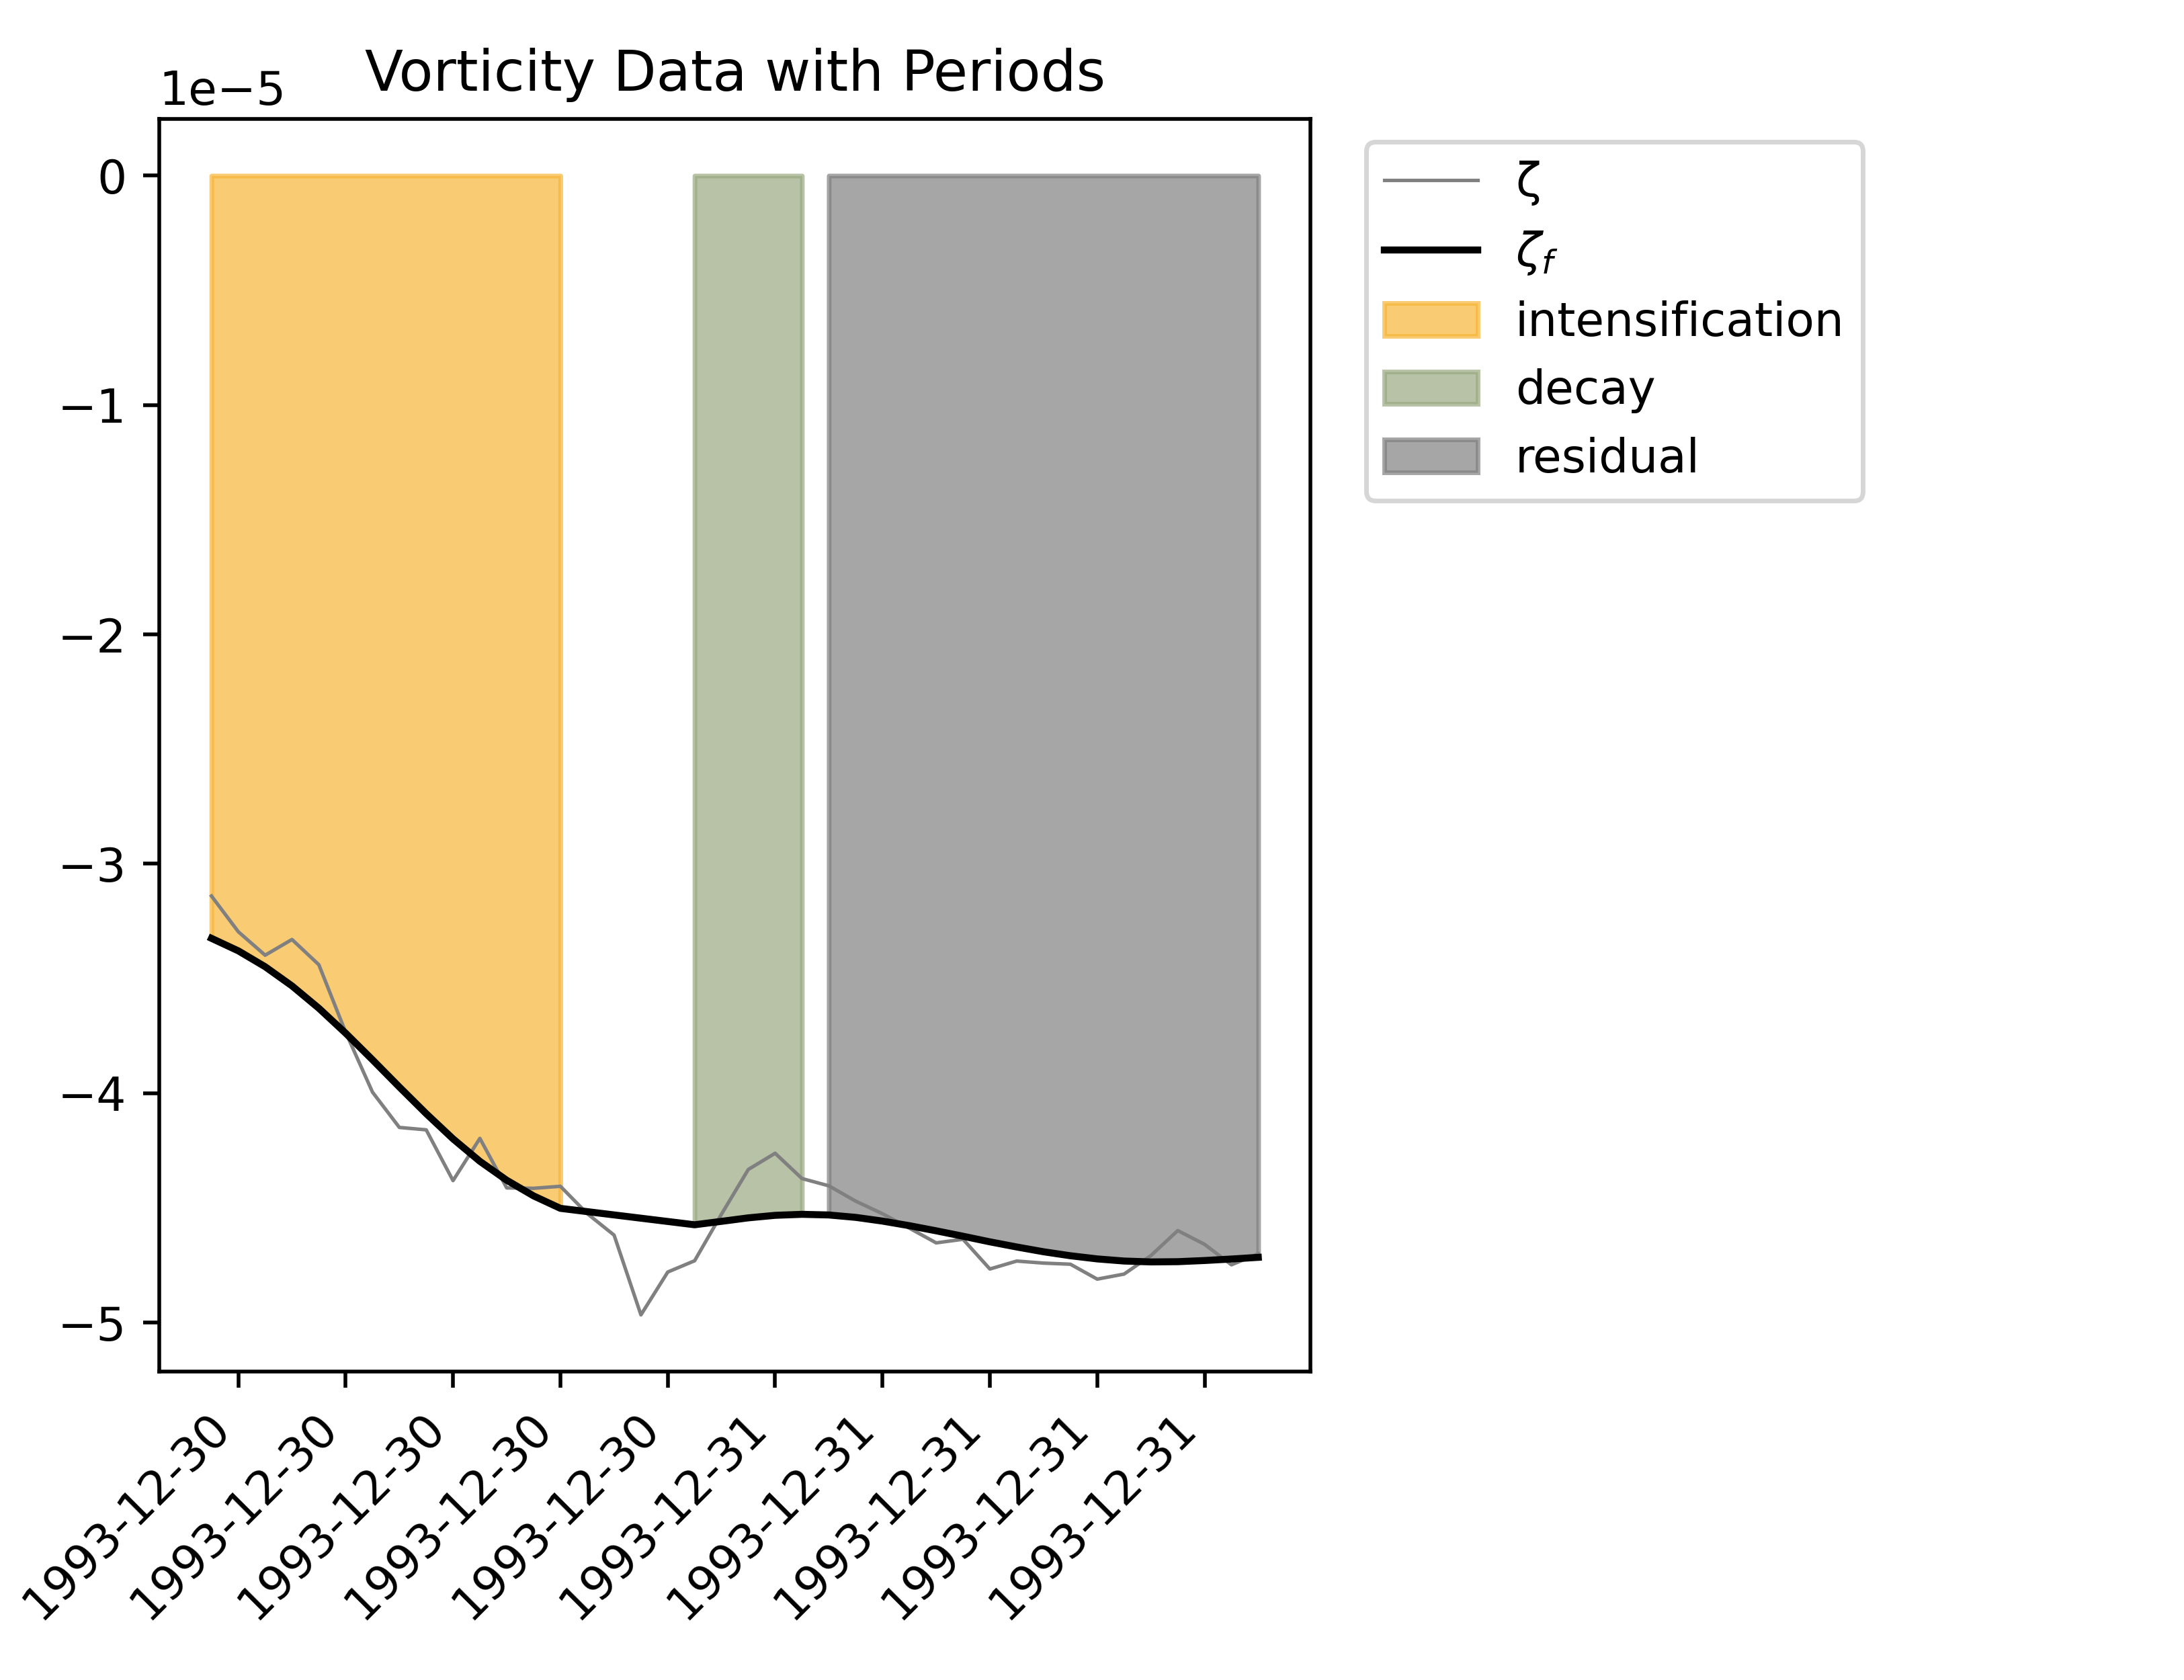 Vorticity Data with Periods
1e−5
0
−1
−2
−3
−4
−5
1993-12-30
1993-12-30
1993-12-30
1993-12-30
1993-12-30
1993-12-31
1993-12-31
1993-12-31
1993-12-31
1993-12-31
ζ
ζf
intensification
decay
residual